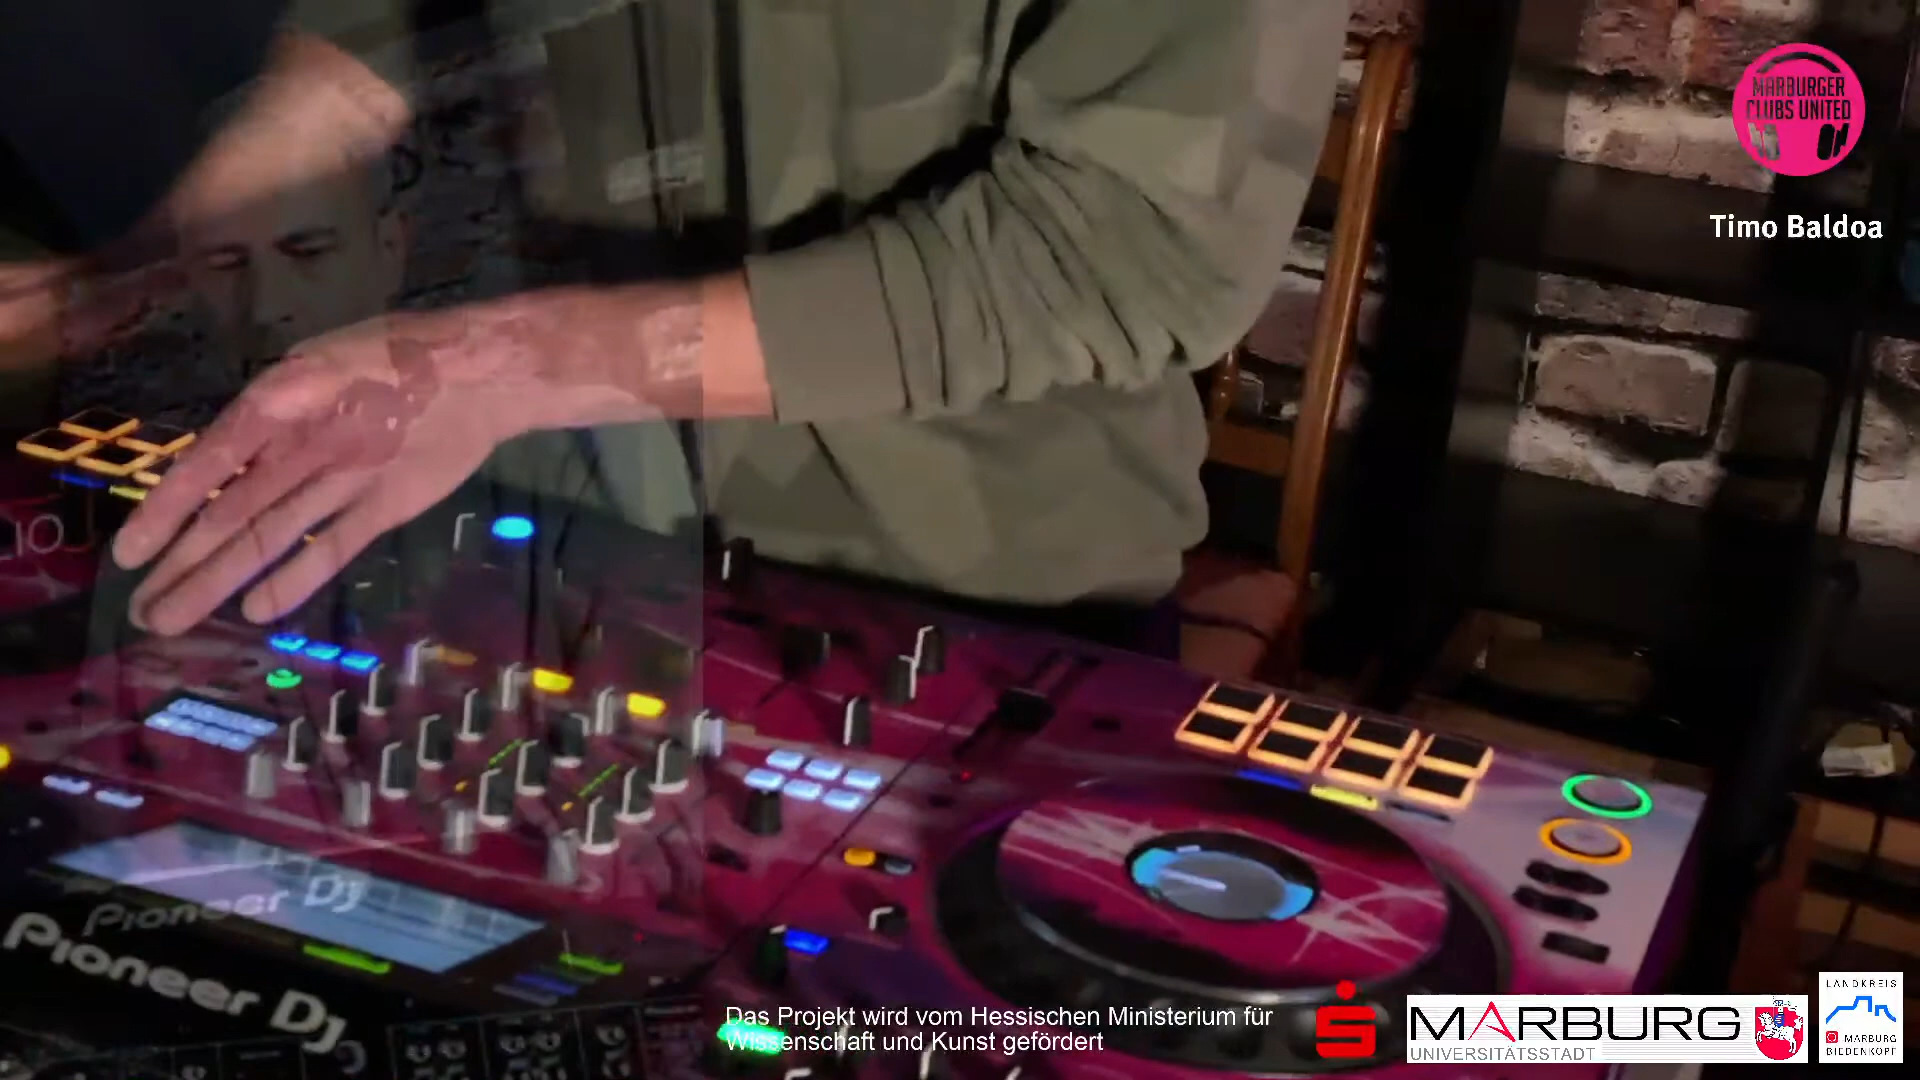 MARBURGER
CLUBS UNITED
Timo Baldoa
Pioneer Dj
Pioneer Dj
Das Projekt wird vom Hessischen Ministerium für
Wissenschaft und Kunst gefördert
MARBURG
UNIVERSITÄTSSTADT
LANDKREIS
MARBURG
BIEDENKOPF